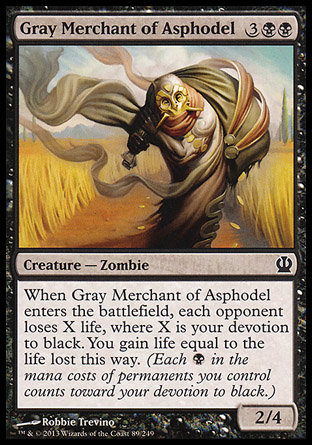 Gray Merchant of Asphodel 3
Creature — Zombie
When Gray Merchant of Asphodel
enters the battlefield, each opponent
loses X life, where X is your devotion
to black. You gain life equal to the
life lost this way. (Each in the
mana costs of permanents you control
counts toward your devotion to black.)
Robbie Trevino
2/4
™ & © 2013 Wizards of the Coast 89/249